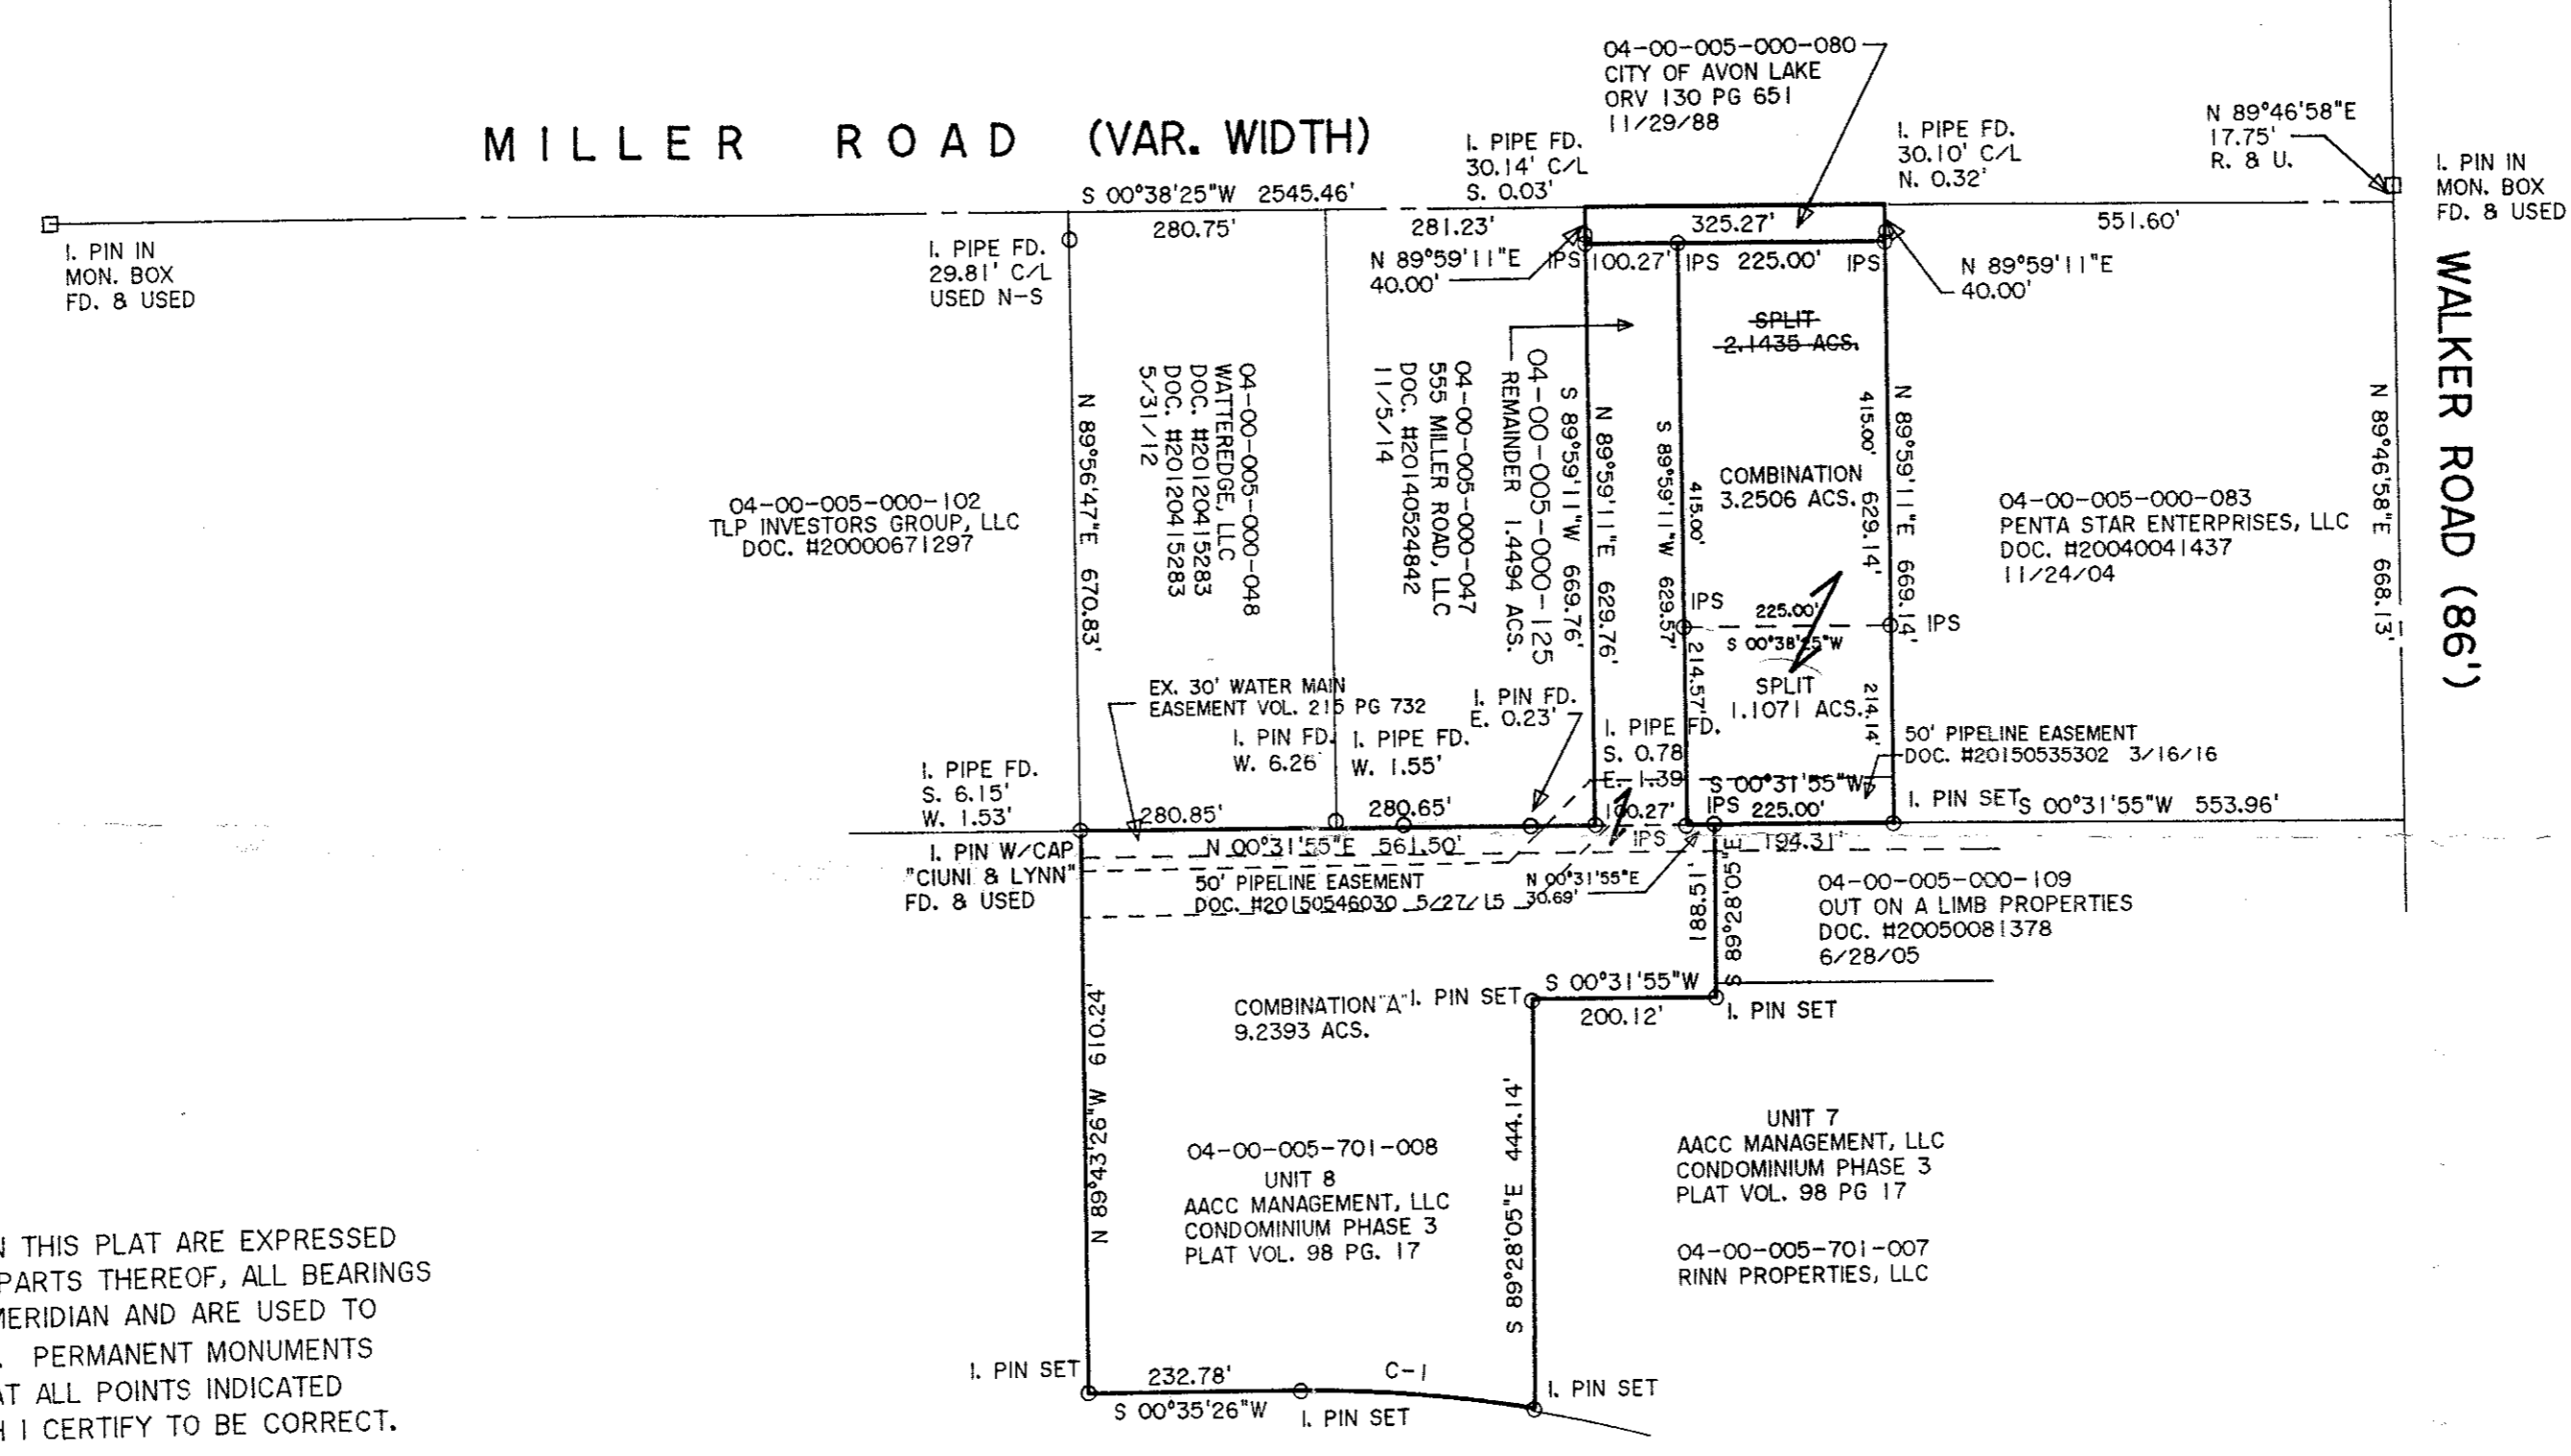 04-00-005-000-080
CITY OF AVON LAKE
ORV 130 PG 651
11/29/88
MILLER ROAD (VAR. WIDTH)
I. PIPE FD.
30.14' C/L
S. 0.03'
I. PIPE FD.
30.10' C/L
N. 0.32'
N 89°46'58"E
17.75'
R. & U.
I. PIN IN
MON. BOX
FD. & USED
WALKER ROAD (86')
S 00°38'25"W 2545.46'
280.75'
281.23'
325.27'
551.60'
I. PIN IN
MON. BOX
FD. & USED
I. PIPE FD.
29.81' C/L
USED N-S
N 89°59'11"E
40.00'
IPS
100.27'
IPS
225.00'
IPS
N 89°59'11"E
40.00'
SPLIT
2.1435 ACS.
N 89°56'47"E 670.83'
04-00-005-000-048
WATTEREDGE, LLC
DOC. #20120415283
DOC. #20120415283
5/31/12
04-00-005-000-047
555 MILLER ROAD, LLC
DOC. #20140524842
11/5/14
04-00-005-000-125
REMAINDER 1.4494 ACS.
S 89°59'11"W 669.76'
N 89°59'11"E 629.76'
S 89°59'11"W 629.57'
415.00'
COMBINATION
3.2506 ACS.
415.00'
629.14'
N 89°59'11"E 669.14'
N 89°46'58"E 668.13'
04-00-005-000-102
TLP INVESTORS GROUP, LLC
DOC. #20000671297
04-00-005-000-083
PENTA STAR ENTERPRISES, LLC
DOC. #20040041437
11/24/04
IPS
225.00'
IPS
S 00°38'25"W
214.57'
SPLIT
1.1071 ACS.
214.14'
EX. 30' WATER MAIN
EASEMENT VOL. 215 PG 732
I. PIN FD.
E. 0.23'
I. PIN FD.
W. 6.26'
I. PIPE FD.
W. 1.55'
I. PIPE FD.
S. 0.78
E. 1.39
50' PIPELINE EASEMENT
DOC. #20150535302 3/16/16
I. PIPE FD.
S. 6.15'
W. 1.53'
S 00°31'55"W
280.85'
280.65'
100.27'
IPS
225.00'
I. PIN SET
S 00°31'55"W 553.96'
I. PIN W/CAP
"CIUNI & LYNN"
FD. & USED
N 00°31'55"E 561.50'
IPS
194.31'
50' PIPELINE EASEMENT
DOC. #20150546030 5/27/15
N 00°31'55"E
30.69'
188.51'
S 89°28'05"E
04-00-005-000-109
OUT ON A LIMB PROPERTIES
DOC. #20050081378
6/28/05
COMBINATION "A"
9.2393 ACS.
I. PIN SET
S 00°31'55"W
200.12'
I. PIN SET
N 89°43'26"W 610.24'
S 89°28'05"E 444.14'
04-00-005-701-008
UNIT 8
AACC MANAGEMENT, LLC
CONDOMINIUM PHASE 3
PLAT VOL. 98 PG. 17
UNIT 7
AACC MANAGEMENT, LLC
CONDOMINIUM PHASE 3
PLAT VOL. 98 PG 17
04-00-005-701-007
RINN PROPERTIES, LLC
N THIS PLAT ARE EXPRESSED
PARTS THEREOF, ALL BEARINGS
MERIDIAN AND ARE USED TO
. PERMANENT MONUMENTS
AT ALL POINTS INDICATED
H I CERTIFY TO BE CORRECT.
I. PIN SET
232.78'
S 00°35'26"W
I. PIN SET
C-1
I. PIN SET